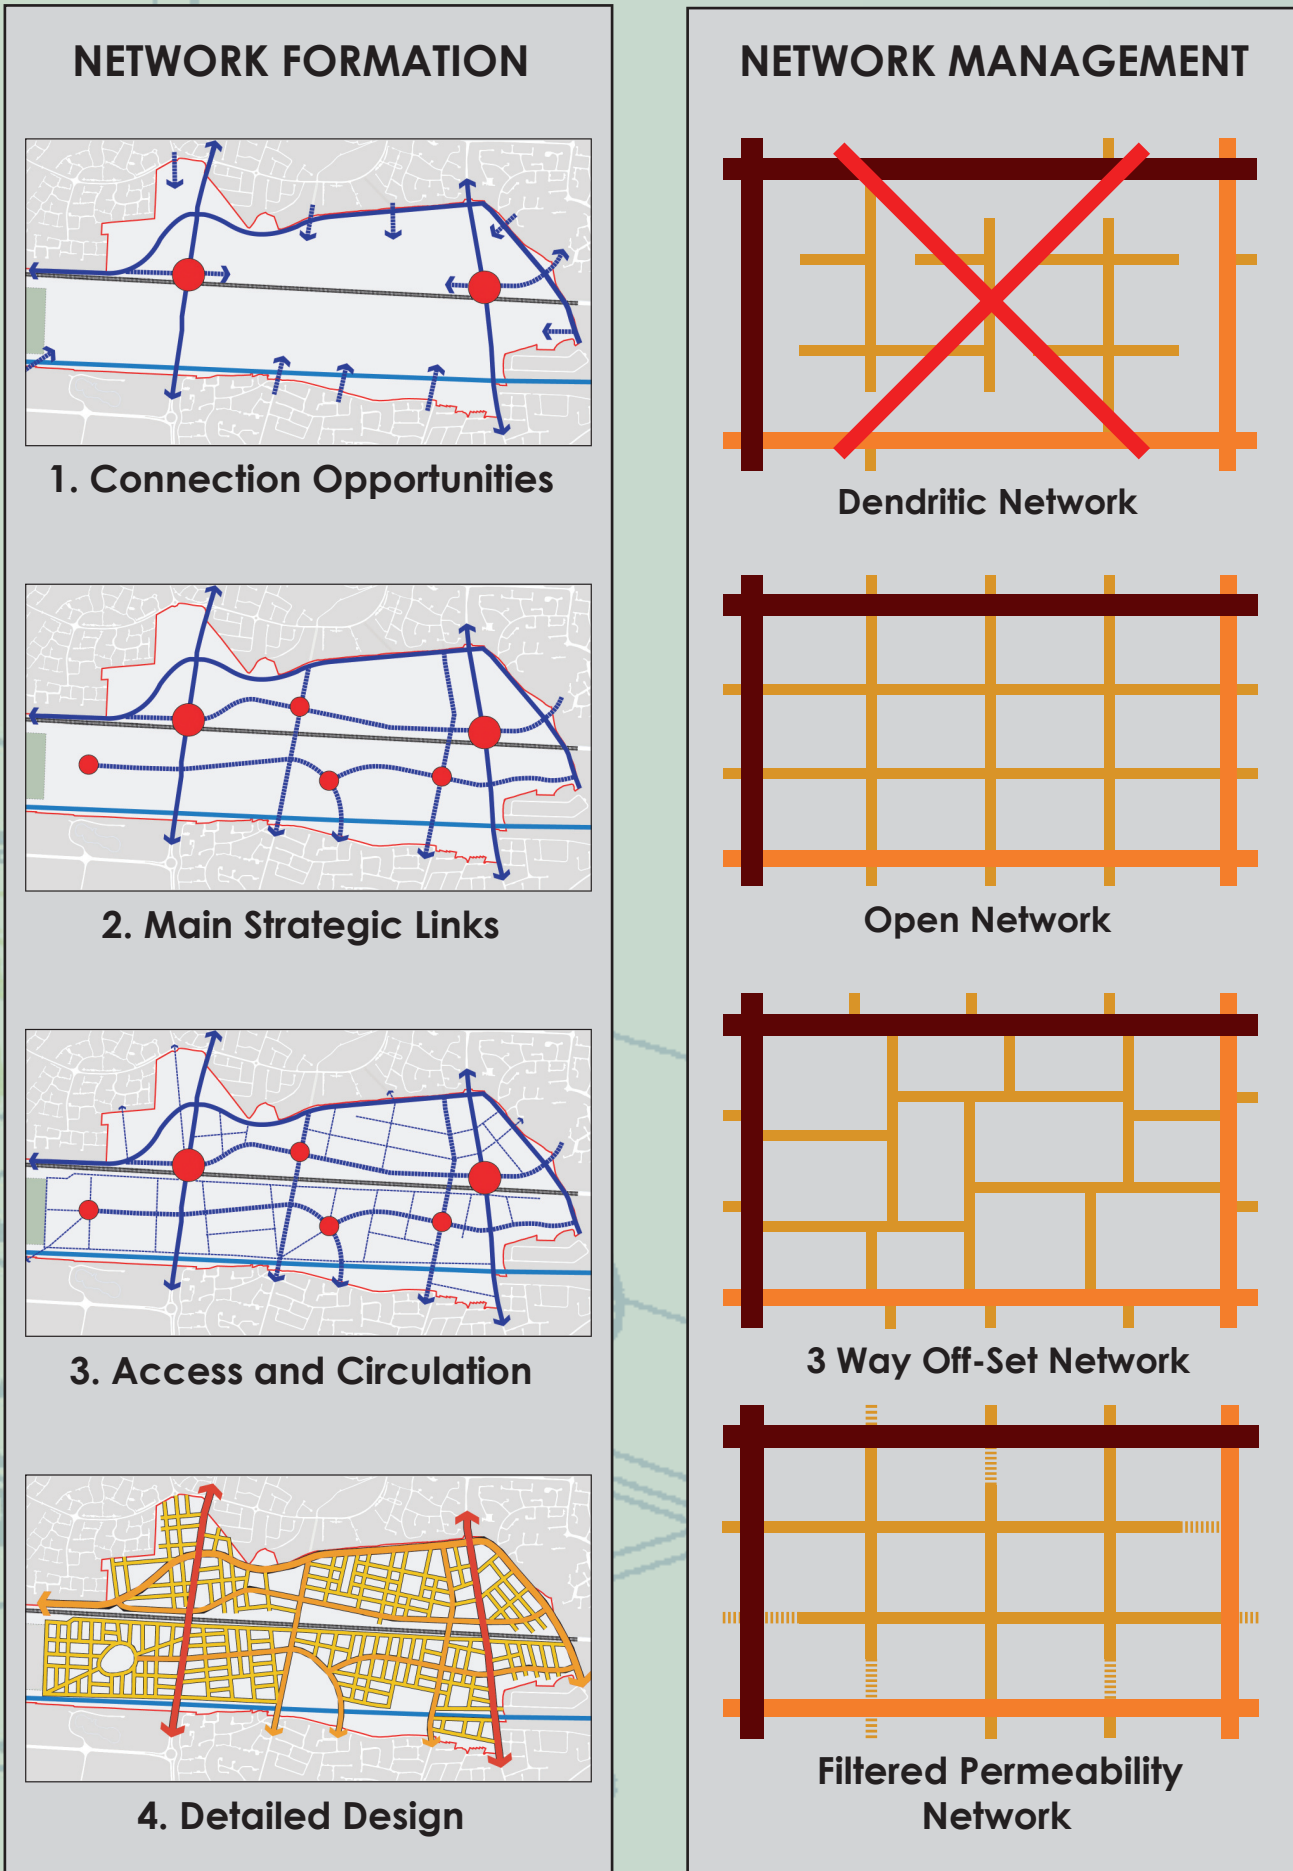 NETWORK FORMATION
1. Connection Opportunities
2. Main Strategic Links
3. Access and Circulation
4. Detailed Design
NETWORK MANAGEMENT
Dendritic Network
Open Network
3 Way Off-Set Network
Filtered Permeability
Network